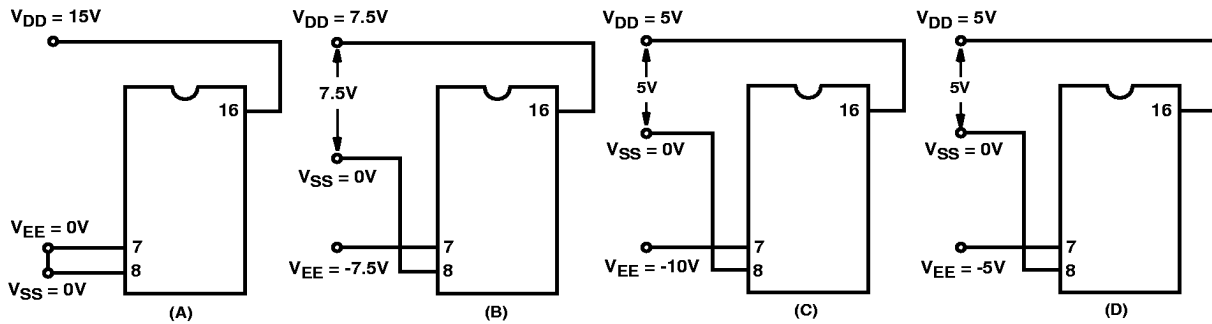 VDD = 15V
16
VEE = 0V
7
8
VSS = 0V
(A)
VDD = 7.5V
7.5V
16
VSS = 0V
7
VEE = -7.5V
8
(B)
VDD = 5V
5V
16
VSS = 0V
7
VEE = -10V
8
(C)
VDD = 5V
5V
16
VSS = 0V
7
VEE = -5V
8
(D)